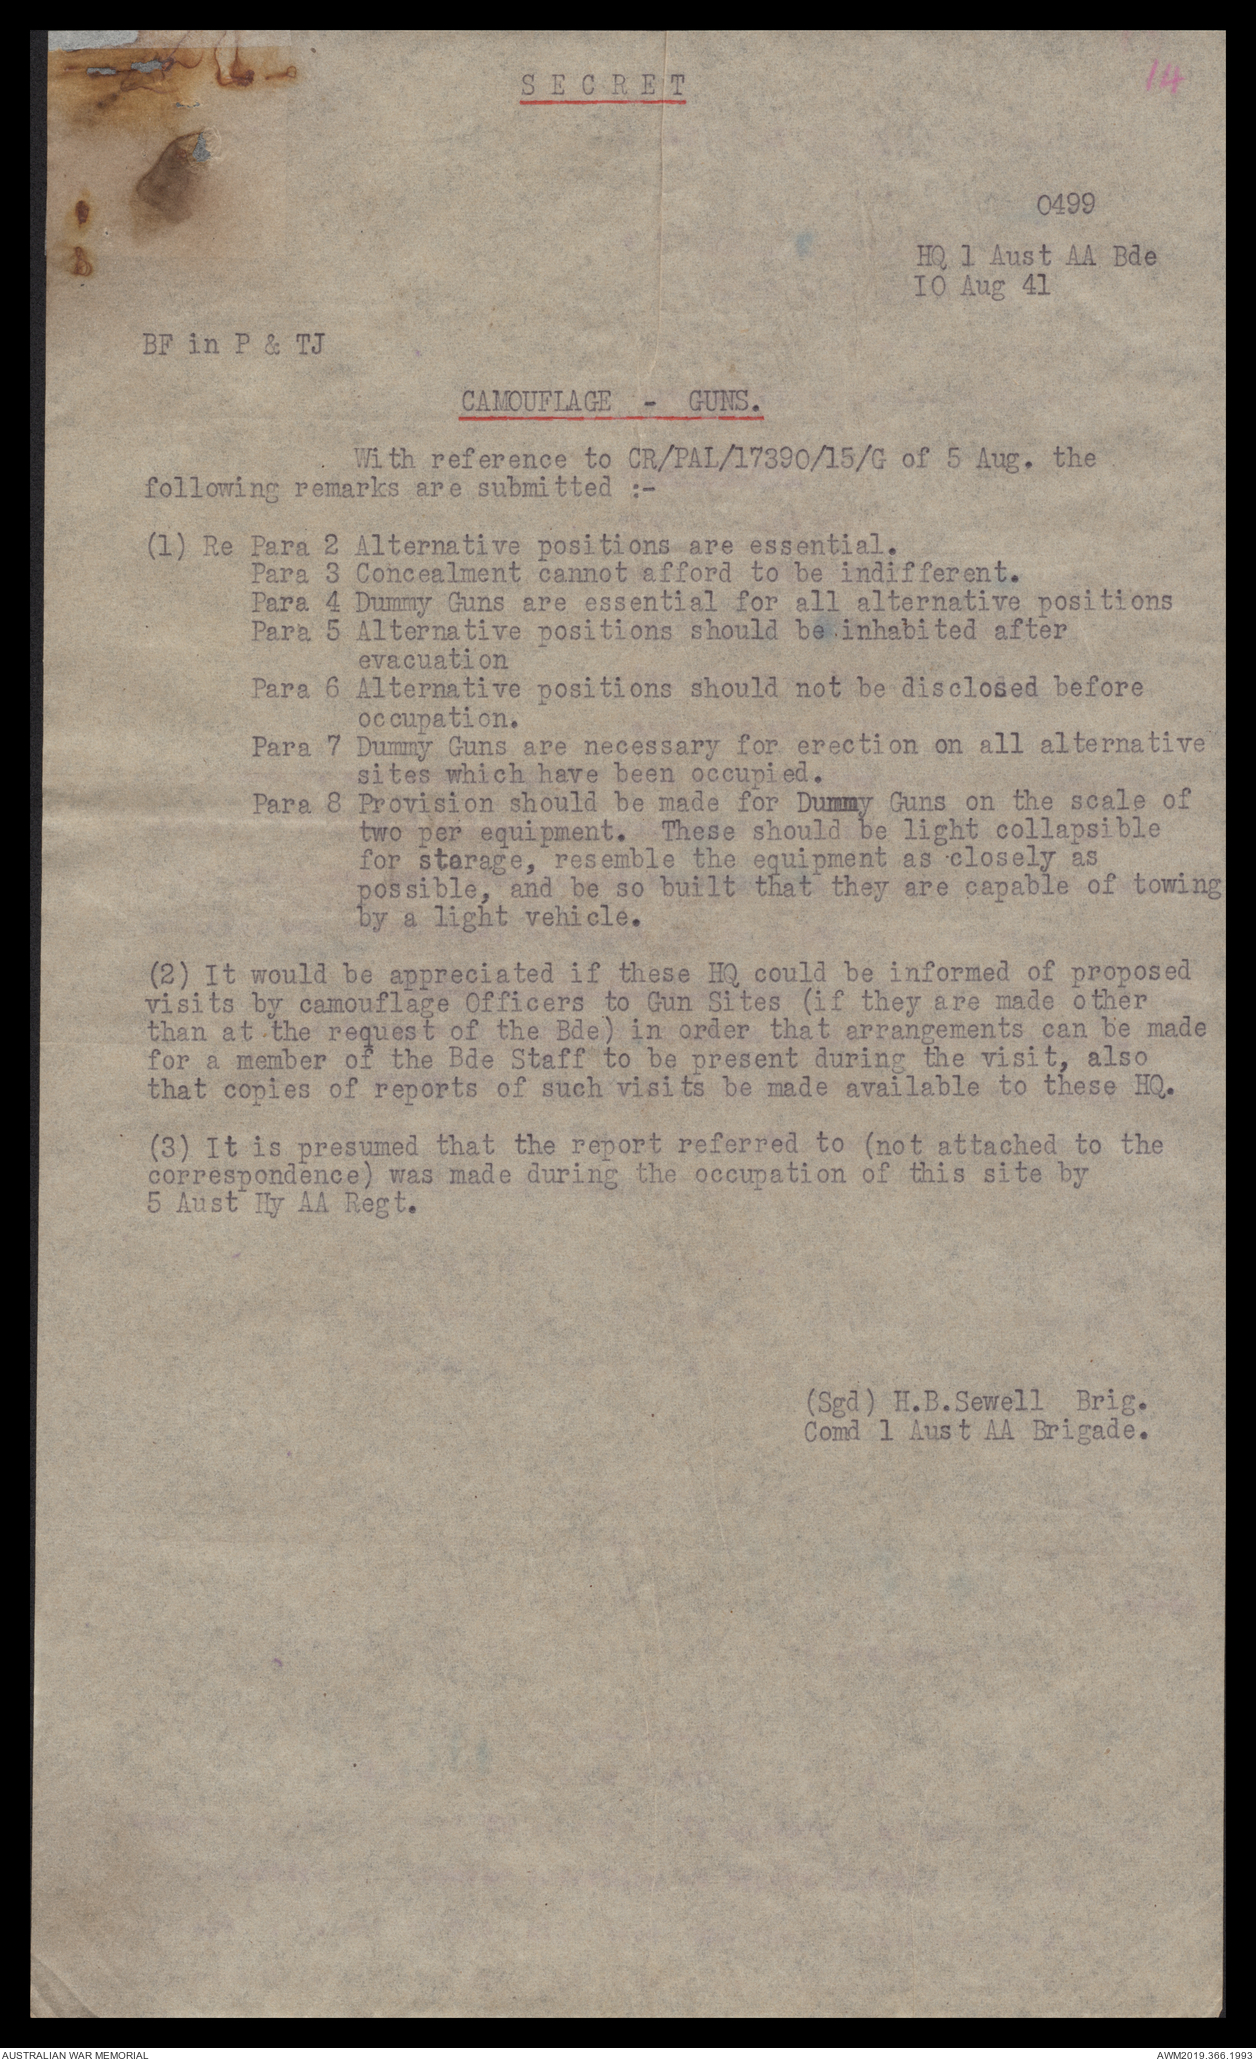 S E C R E T
14
0499
HQ 1 Aust AA Bde
IO Aug 41
BF in P & TJ
CAMOUFLAGE - GUNS.
With reference to CR/PAL/17390/15/G of 5 Aug. the
following remarks are submitted :-
(1) Re Para 2 Alternative positions are essential.
Para 3 Concealment cannot afford to be indifferent.
Para 4 Dummy Guns are essential for all alternative positions
Para 5 Alternative positions should be inhabited after
evacuation
Para 6 Alternative positions should not be disclosed before
occupation.
Para 7 Dummy Guns are necessary for erection on all alternative
sites which have been occupied.
Para 8 Provision should be made for Dummy Guns on the scale of
two per equipment. These should be light collapsible
for storage, resemble the equipment as closely as
possible, and be so built that they are capable of towing
by a light vehicle.
(2) It would be appreciated if these HQ could be informed of proposed
visits by camouflage Officers to Gun Sites (if they are made other
than at the request of the Bde) in order that arrangements can be made
for a member of the Bde Staff to be present during the visit, also
that copies of reports of such visits be made available to these HQ.
(3) It is presumed that the report referred to (not attached to the
correspondence) was made during the occupation of this site by
5 Aust Hy AA Regt.
(Sgd) H.B.Sewell Brig.
Comd 1 Aust AA Brigade.
AUSTRALIAN WAR MEMORIAL
AWM2019.366.1993